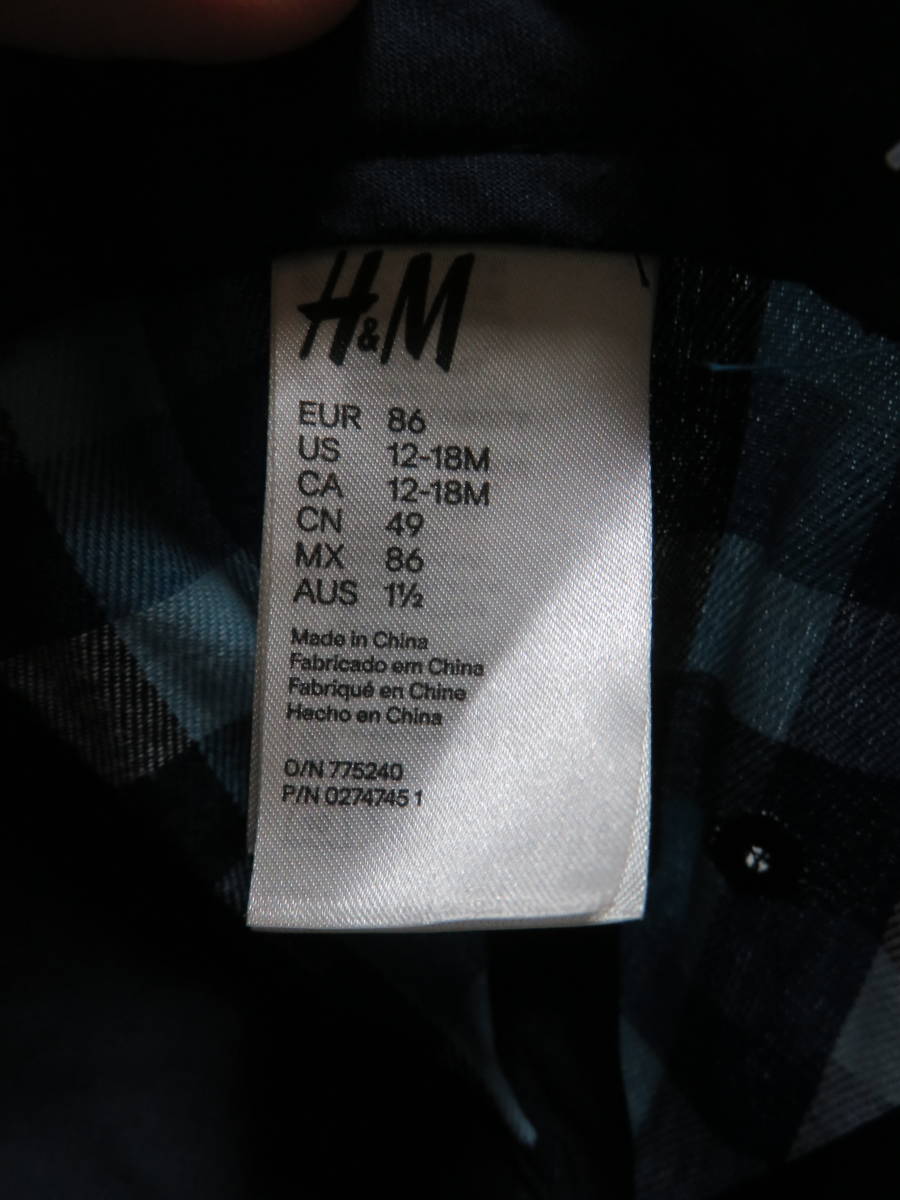 H&M
EUR 86
US 12-18M
CA 12-18M
CN 49
MX 86
AUS 1½
Made in China
Fabricado em China
Fabriqué en Chine
Hecho en China
O/N 775240
P/N 02747451